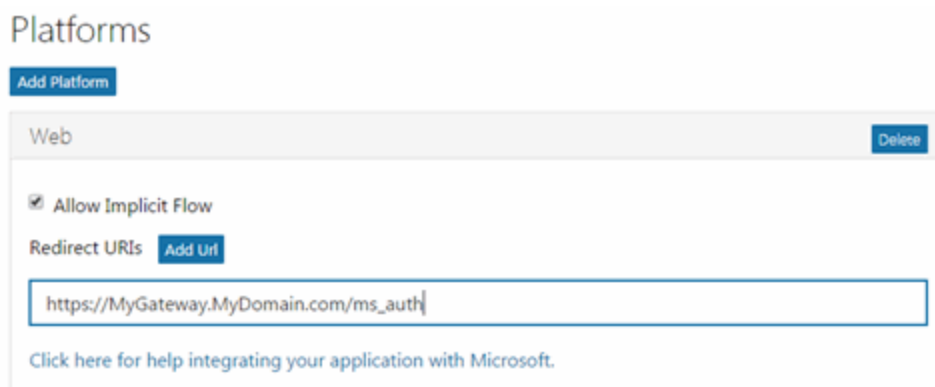 Platforms
Add Platform
Web
Delete
Allow Implicit Flow
Redirect URIs Add Url
https://MyGateway.MyDomain.com/ms_auth
Click here for help integrating your application with Microsoft.